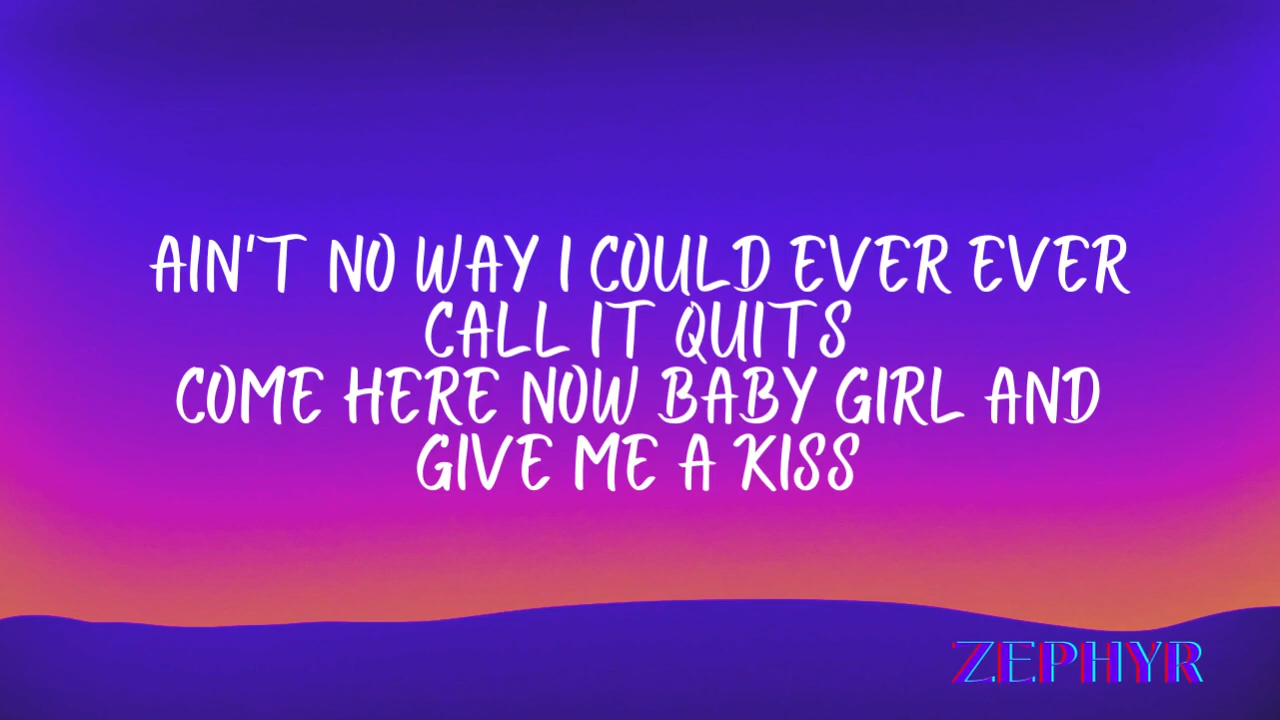 AIN'T NO WAY I COULD EVER EVER
CALL IT QUITS
COME HERE NOW BABY GIRL AND
GIVE ME A KISS
ZEPHYR